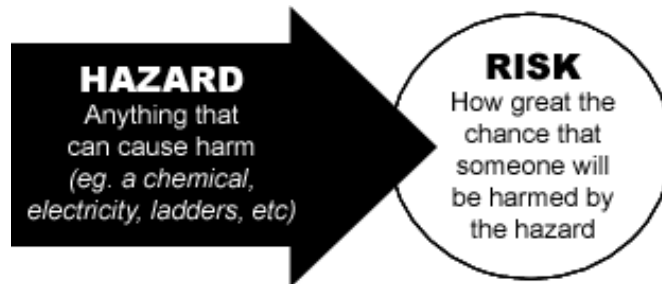 HAZARD
Anything that
can cause harm
(eg. a chemical,
electricity, ladders, etc)
RISK
How great the
chance that
someone will
be harmed by
the hazard